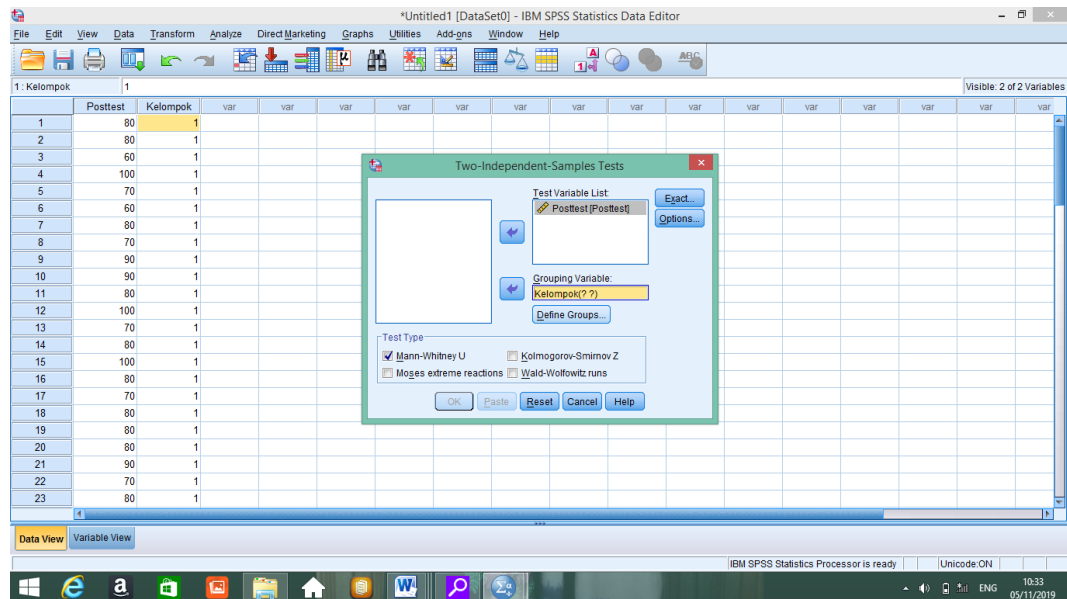 *Untitled1 [DataSet0] - IBM SPSS Statistics Data Editor
File Edit View Data Transform Analyze Direct Marketing Graphs Utilities Add-ons Window Help
1 : Kelompok 1 Visible: 2 of 2 Variables
Posttest Kelompok var var var var var var var var var var var var var var var
1 80 1
2 80 1
3 60 1
4 100 1
5 70 1
6 60 1
7 80 1
8 70 1
9 90 1
10 90 1
11 80 1
12 100 1
13 70 1
14 80 1
15 100 1
16 80 1
17 70 1
18 80 1
19 80 1
20 80 1
21 90 1
22 70 1
23 80 1
Two-Independent-Samples Tests
Test Variable List:
Posttest [Posttest]
Exact...
Options...
Grouping Variable:
Kelompok(? ?)
Define Groups...
Test Type
Mann-Whitney U Kolmogorov-Smirnov Z
Moses extreme reactions Wald-Wolfowitz runs
OK Paste Reset Cancel Help
Data View Variable View
IBM SPSS Statistics Processor is ready Unicode:ON
ENG 10:33
05/11/2019